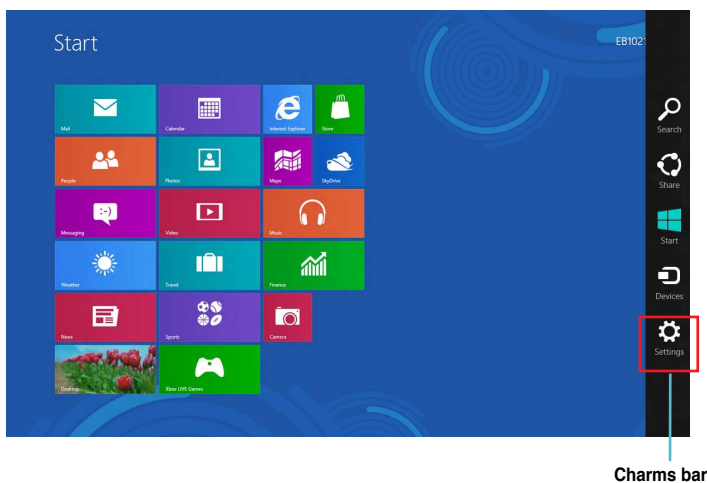 Start
EB1021
Mail
Calendar
Internet Explorer
Store
People
Photos
Maps
SkyDrive
Messaging
:-)
Video
Music
Weather
Travel
Finance
News
Sports
Camera
Desktop
Xbox LIVE Games
Search
Share
Start
Devices
Settings
Charms bar